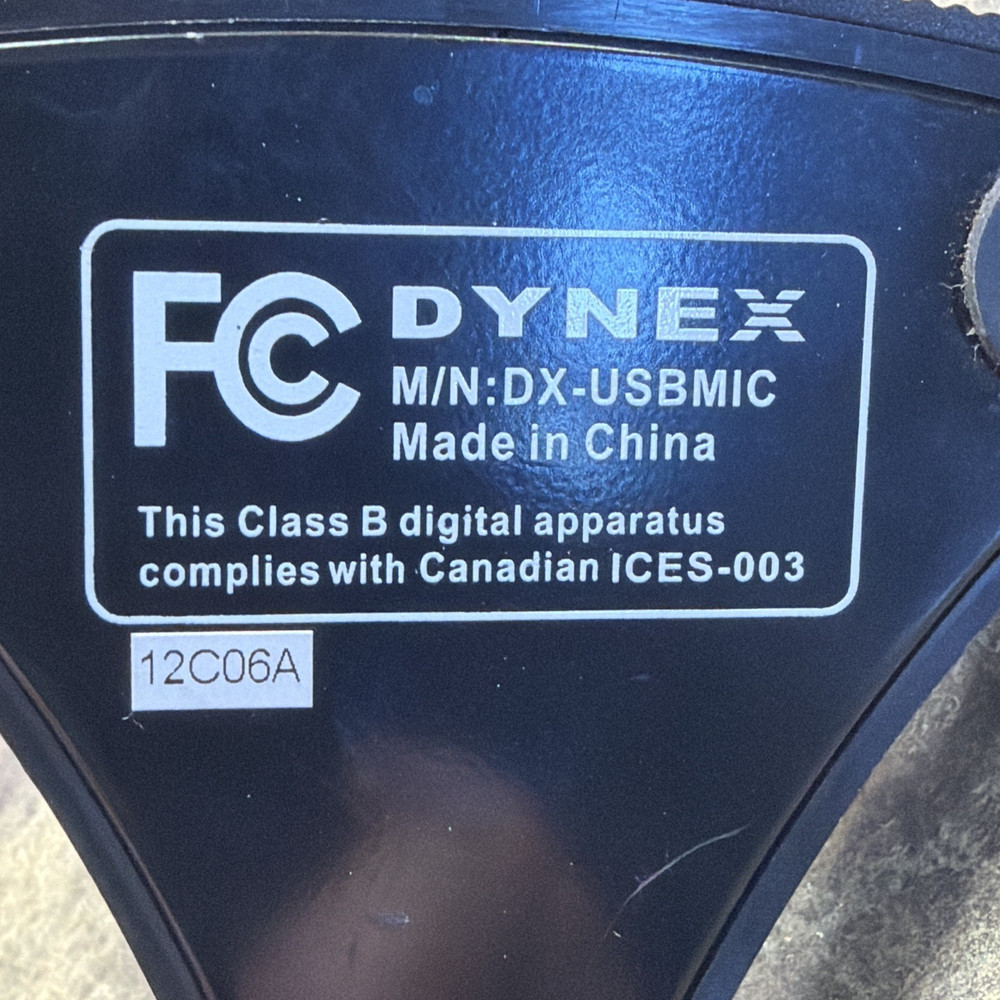 FC DYNEX
M/N:DX-USBMIC
Made in China
This Class B digital apparatus
complies with Canadian ICES-003
12C06A